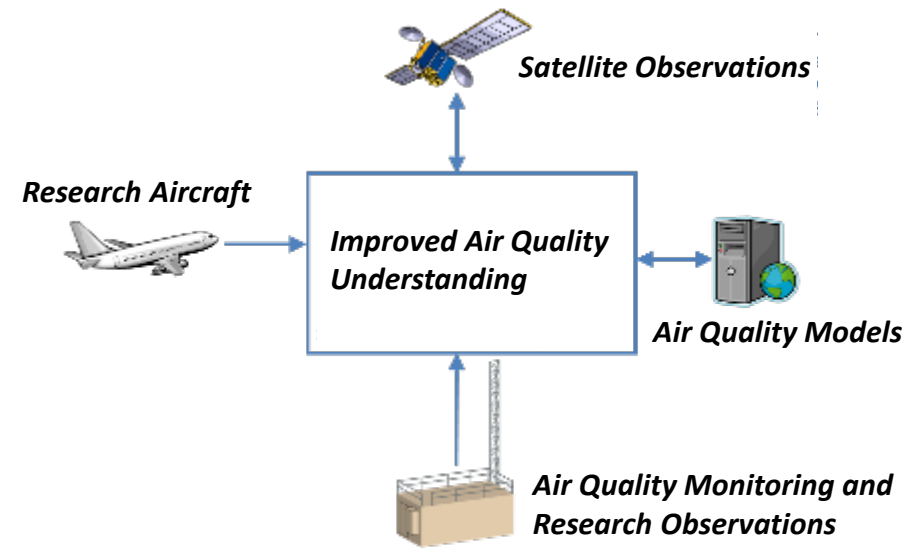 Satellite Observations
Research Aircraft
Improved Air Quality
Understanding
Air Quality Models
Air Quality Monitoring and
Research Observations